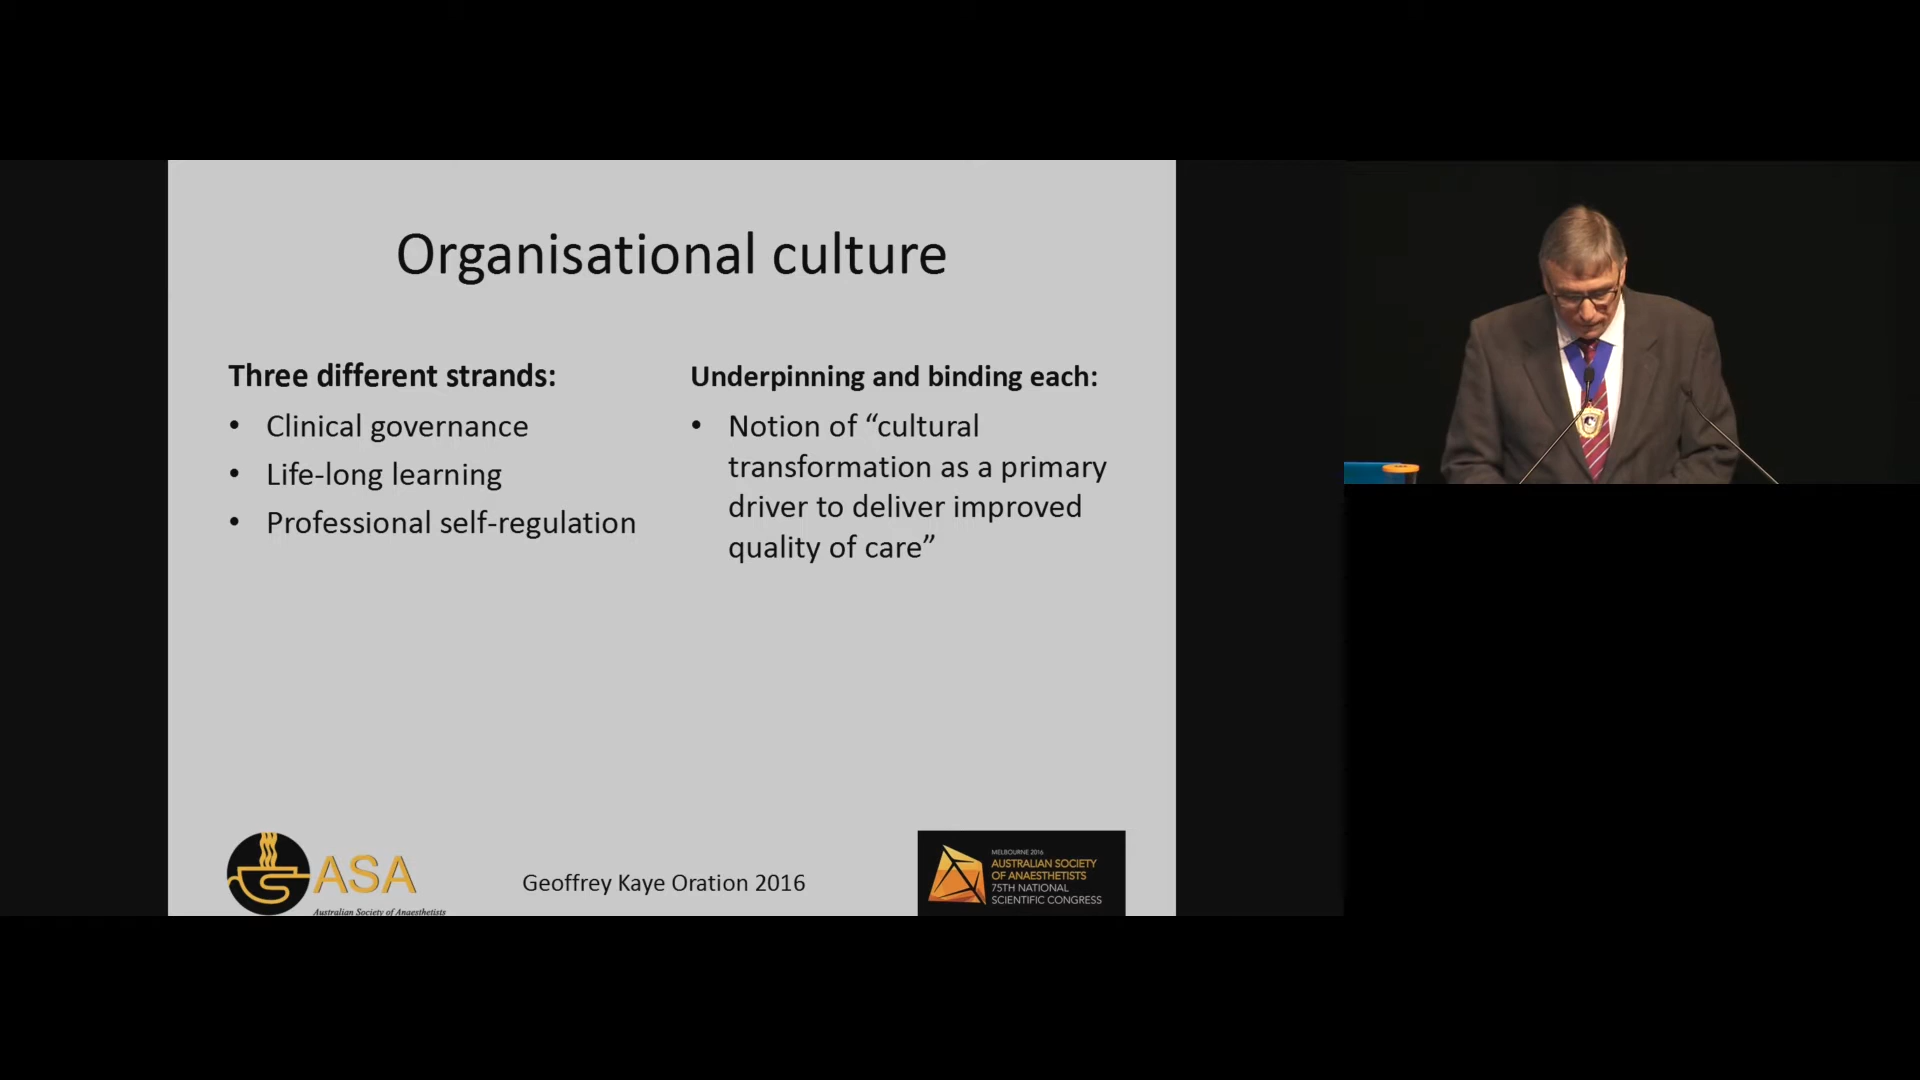 Organisational culture
Three different strands:
• Clinical governance
• Life-long learning
• Professional self-regulation
Underpinning and binding each:
• Notion of “cultural
transformation as a primary
driver to deliver improved
quality of care”
ASA
Australian Society of Anaesthetists
Geoffrey Kaye Oration 2016
MELBOURNE 2016
AUSTRALIAN SOCIETY
OF ANAESTHETISTS
75TH NATIONAL
SCIENTIFIC CONGRESS